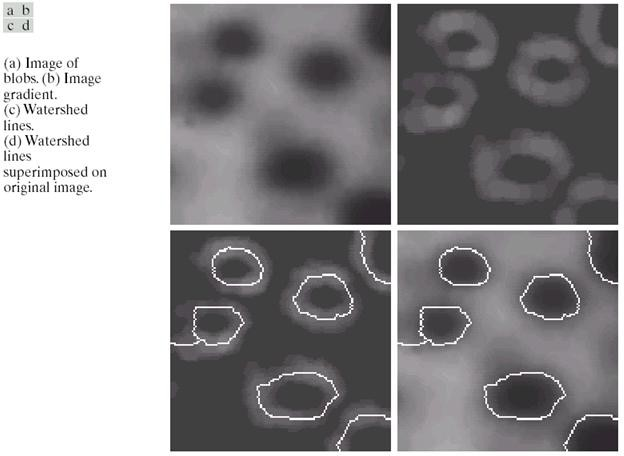 a b
c d
(a) Image of
blobs. (b) Image
gradient.
(c) Watershed
lines.
(d) Watershed
lines
superimposed on
original image.